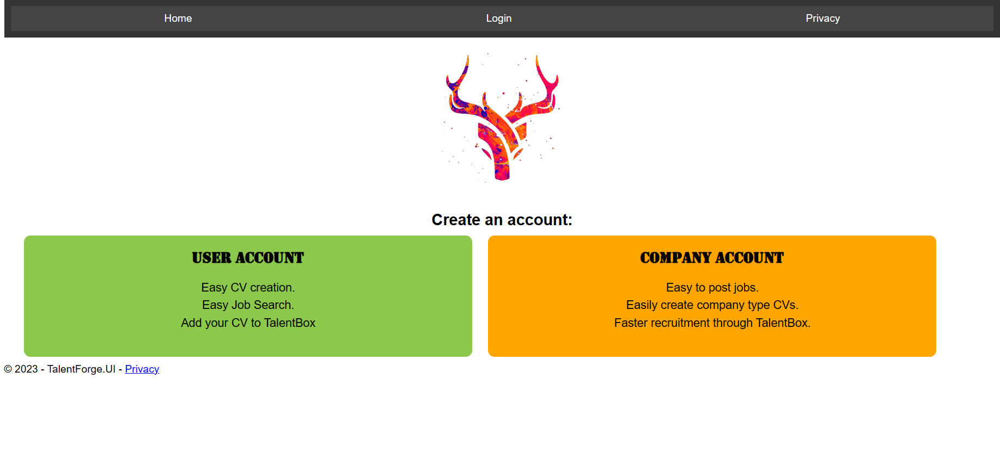 Home Login Privacy
Create an account:
USER ACCOUNT
Easy CV creation.
Easy Job Search.
Add your CV to TalentBox
COMPANY ACCOUNT
Easy to post jobs.
Easily create company type CVs.
Faster recruitment through TalentBox.
© 2023 - TalentForge.UI - Privacy